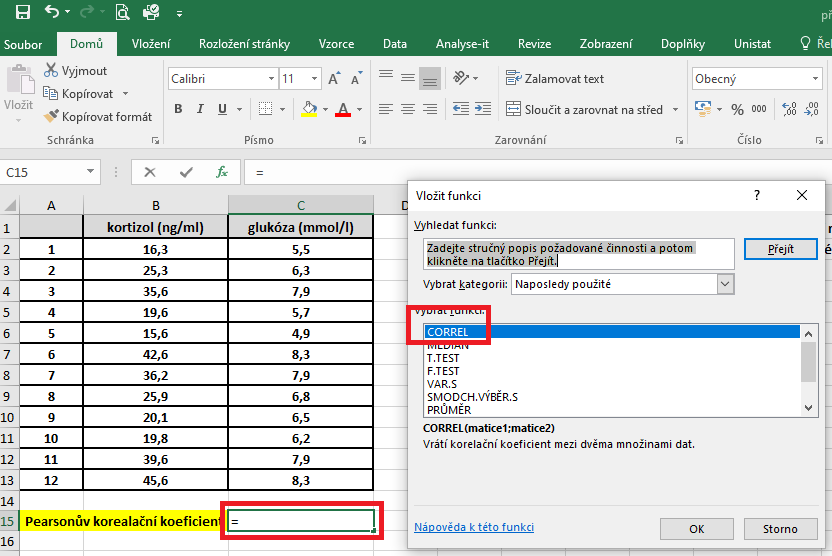 př
Soubor Domů Vložení Rozložení stránky Vzorce Data Analyse-it Revize Zobrazení Doplňky Unistat Řek
Vložit
Vyjmout
Kopírovat
Kopírovat formát
Schránka
Calibri 11 A A
B I U A
Písmo
Zalamovat text
Sloučit a zarovnat na střed
Zarovnání
Obecný
% 000 ,00
Číslo
C15 fx =
A B C D
1 kortizol (ng/ml) glukóza (mmol/l)
2 1 16,3 5,5
3 2 25,3 6,3
4 3 35,6 7,9
5 4 19,6 5,7
6 5 15,6 4,9
7 6 42,6 8,3
8 7 36,2 7,9
9 8 25,9 6,8
10 9 20,1 6,5
11 10 19,8 6,2
12 11 39,6 7,9
13 12 45,6 8,3
14
15 Pearsonův korealační koeficient =
16
Vložit funkci ?
Vyhledat funkci:
Zadejte stručný popis požadované činnosti a potom
klikněte na tlačítko Přejít.
Přejít
Vybrat kategorii: Naposledy použité
Vybrat funkci:
CORREL
MEDIAN
T.TEST
F.TEST
VAR.S
SMODCH.VÝBĚR.S
PRŮMĚR
CORREL(matice1;matice2)
Vrátí korelační koeficient mezi dvěma množinami dat.
Nápověda k této funkci
OK Storno